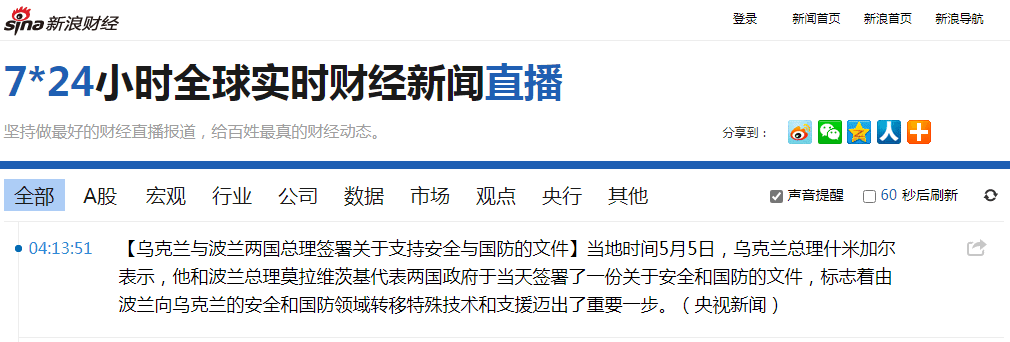 sina 新浪财经
登录 新闻首页 新浪首页 新浪导航
7*24小时全球实时财经新闻直播
坚持做最好的财经直播报道，给百姓最真的财经动态。
分享到：
全部 A股 宏观 行业 公司 数据 市场 观点 央行 其他 声音提醒 60 秒后刷新
04:13:51 【乌克兰与波兰两国总理签署关于支持安全与国防的文件】当地时间5月5日，乌克兰总理什米加尔
表示，他和波兰总理莫拉维茨基代表两国政府于当天签署了一份关于安全和国防的文件，标志着由
波兰向乌克兰的安全和国防领域转移特殊技术和支援迈出了重要一步。（央视新闻）